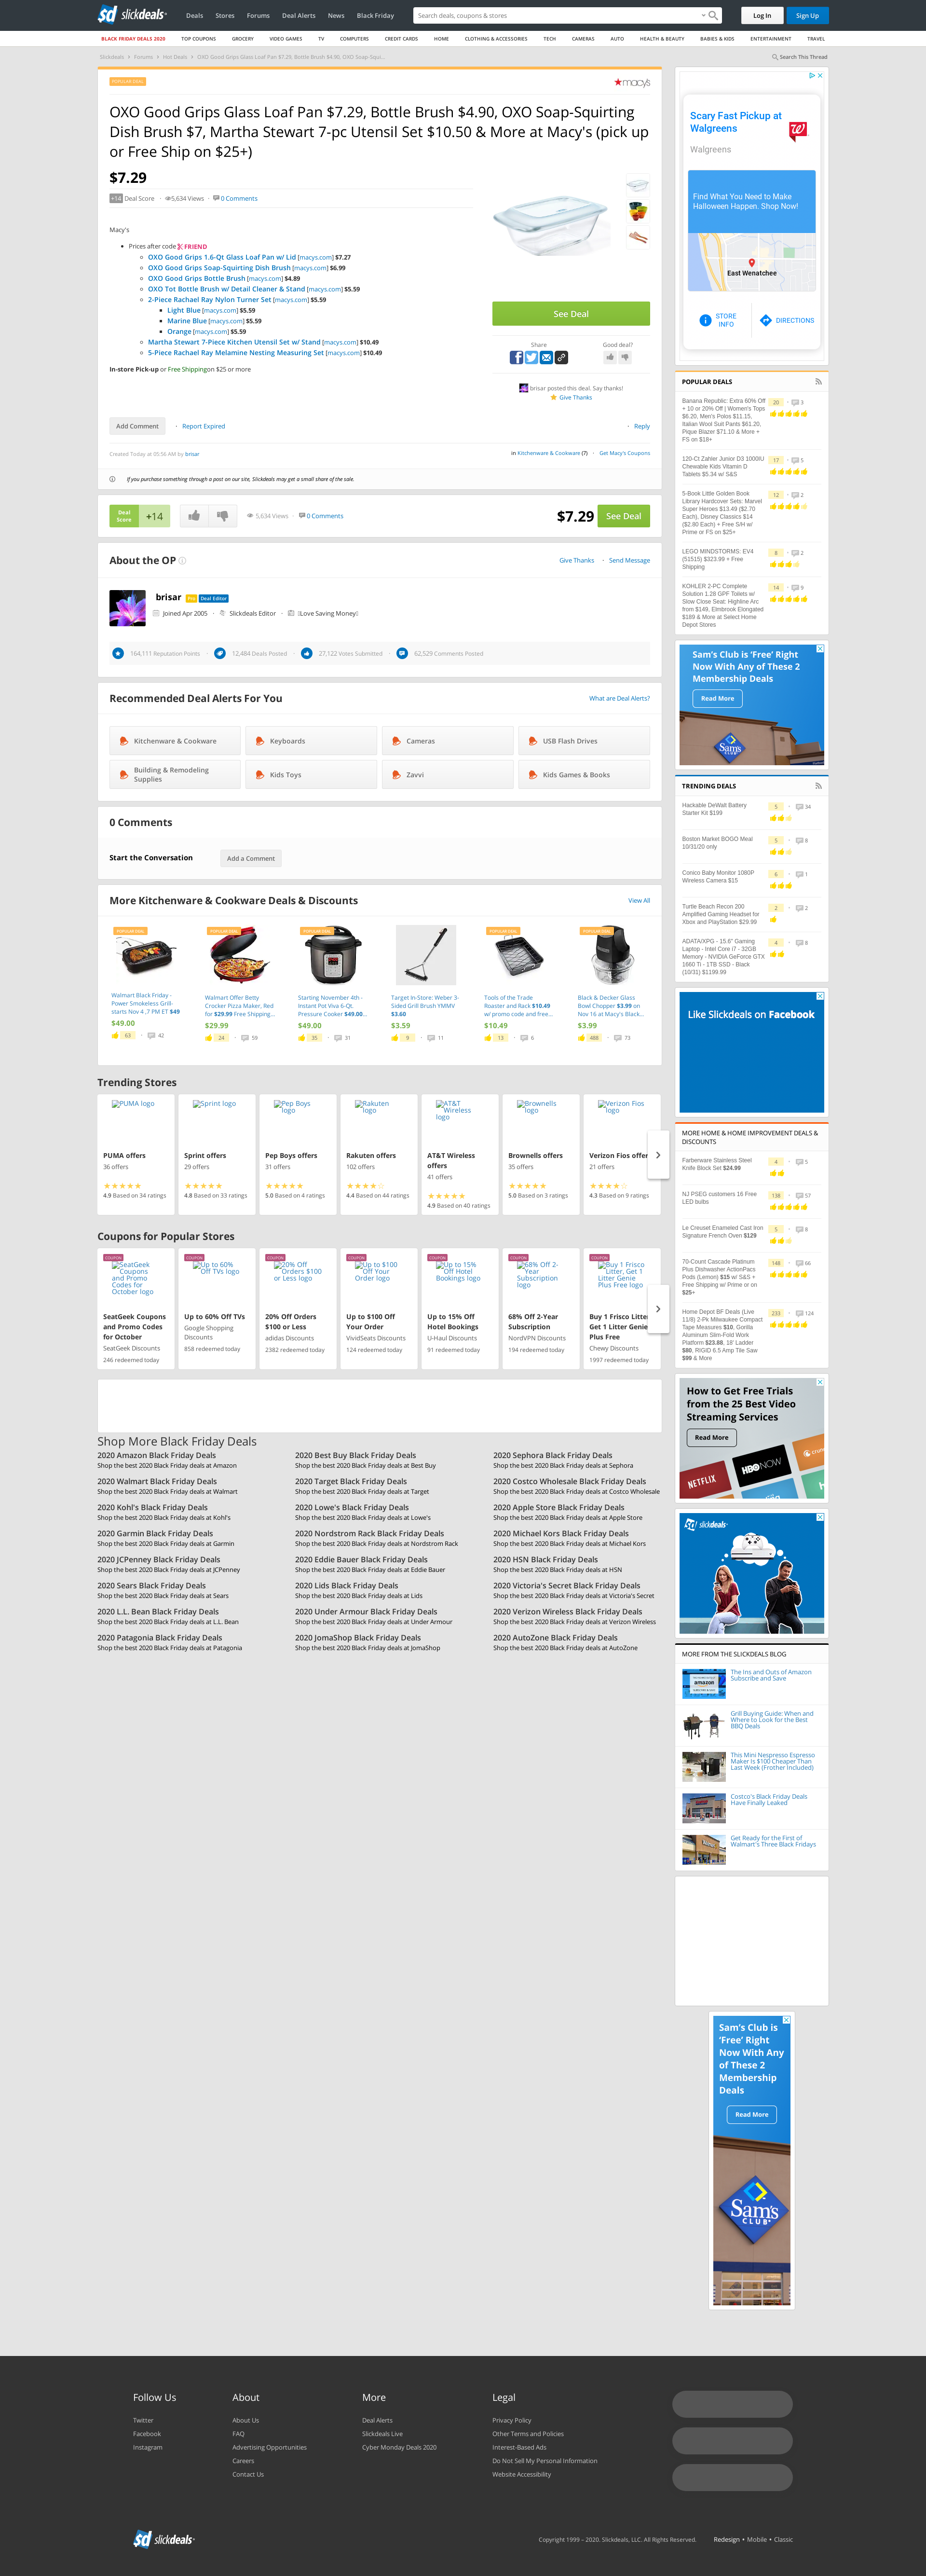 slickdeals
Deals
Stores
Forums
Deal Alerts
News
Black Friday
Search deals, coupons & stores
Log In
Sign Up
BLACK FRIDAY DEALS 2020
TOP COUPONS
GROCERY
VIDEO GAMES
TV
COMPUTERS
CREDIT CARDS
HOME
CLOTHING & ACCESSORIES
TECH
CAMERAS
AUTO
HEALTH & BEAUTY
BABIES & KIDS
ENTERTAINMENT
TRAVEL
Slickdeals › Forums › Hot Deals › OXO Good Grips Glass Loaf Pan $7.29, Bottle Brush $4.90, OXO Soap-Squi...
Search This Thread
POPULAR DEAL
macys
OXO Good Grips Glass Loaf Pan $7.29, Bottle Brush $4.90, OXO Soap-Squirting
Dish Brush $7, Martha Stewart 7-pc Utensil Set $10.50 & More at Macy's (pick up
or Free Ship on $25+)
$7.29
+14 Deal Score • 5,634 Views • 0 Comments
Macy's
Prices after code FRIEND
OXO Good Grips 1.6-Qt Glass Loaf Pan w/ Lid [macys.com] $7.27
OXO Good Grips Soap-Squirting Dish Brush [macys.com] $6.99
OXO Good Grips Bottle Brush [macys.com] $4.89
OXO Tot Bottle Brush w/ Detail Cleaner & Stand [macys.com] $5.59
2-Piece Rachael Ray Nylon Turner Set [macys.com] $5.59
Light Blue [macys.com] $5.59
Marine Blue [macys.com] $5.59
Orange [macys.com] $5.59
Martha Stewart 7-Piece Kitchen Utensil Set w/ Stand [macys.com] $10.49
5-Piece Rachael Ray Melamine Nesting Measuring Set [macys.com] $10.49
In-store Pick-up or Free Shippingon $25 or more
See Deal
Share
Good deal?
brisar posted this deal. Say thanks!
Give Thanks
Add Comment • Report Expired
• Reply
Created Today at 05:56 AM by brisar
in Kitchenware & Cookware (7) • Get Macy's Coupons
If you purchase something through a post on our site, Slickdeals may get a small share of the sale.
Deal
Score
+14
5,634 Views • 0 Comments
$7.29
See Deal
About the OP
Give Thanks • Send Message
brisar Pro Deal Editor
Joined Apr 2005 • Slickdeals Editor • Love Saving Money
164,111 Reputation Points • 12,484 Deals Posted • 27,122 Votes Submitted • 62,529 Comments Posted
Recommended Deal Alerts For You
What are Deal Alerts?
Kitchenware & Cookware
Keyboards
Cameras
USB Flash Drives
Building & Remodeling
Supplies
Kids Toys
Zavvi
Kids Games & Books
0 Comments
Start the Conversation
Add a Comment
More Kitchenware & Cookware Deals & Discounts
View All
POPULAR DEAL
Walmart Black Friday -
Power Smokeless Grill-
starts Nov 4 ,7 PM ET $49
$49.00
63 • 42
POPULAR DEAL
Walmart Offer Betty
Crocker Pizza Maker, Red
for $29.99 Free Shipping...
$29.99
24 • 59
POPULAR DEAL
Starting November 4th -
Instant Pot Viva 6-Qt.
Pressure Cooker $49.00...
$49.00
35 • 31
Target In-Store: Weber 3-
Sided Grill Brush YMMV
$3.60
$3.59
9 • 11
POPULAR DEAL
Tools of the Trade
Roaster and Rack $10.49
w/ promo code and free...
$10.49
13 • 6
POPULAR DEAL
Black & Decker Glass
Bowl Chopper $3.99 on
Nov 16 at Macy's Black...
$3.99
488 • 73
Trending Stores
PUMA logo
PUMA offers
36 offers
4.9 Based on 34 ratings
Sprint logo
Sprint offers
29 offers
4.8 Based on 33 ratings
Pep Boys
logo
Pep Boys offers
31 offers
5.0 Based on 4 ratings
Rakuten
logo
Rakuten offers
102 offers
4.4 Based on 44 ratings
AT&T
Wireless
logo
AT&T Wireless
offers
41 offers
4.9 Based on 40 ratings
Brownells
logo
Brownells offers
35 offers
5.0 Based on 3 ratings
Verizon Fios
logo
Verizon Fios offer
21 offers
4.3 Based on 9 ratings
Coupons for Popular Stores
COUPON
SeatGeek
Coupons
and Promo
Codes for
October logo
SeatGeek Coupons
and Promo Codes
for October
SeatGeek Discounts
246 redeemed today
COUPON
Up to 60%
Off TVs logo
Up to 60% Off TVs
Google Shopping
Discounts
858 redeemed today
COUPON
20% Off
Orders $100
or Less logo
20% Off Orders
$100 or Less
adidas Discounts
2382 redeemed today
COUPON
Up to $100
Off Your
Order logo
Up to $100 Off
Your Order
VividSeats Discounts
124 redeemed today
COUPON
Up to 15%
Off Hotel
Bookings logo
Up to 15% Off
Hotel Bookings
U-Haul Discounts
91 redeemed today
COUPON
68% Off 2-
Year
Subscription
logo
68% Off 2-Year
Subscription
NordVPN Discounts
194 redeemed today
COUPON
Buy 1 Frisco
Litter, Get 1
Litter Genie
Plus Free logo
Buy 1 Frisco Litter
Get 1 Litter Genie
Plus Free
Chewy Discounts
1997 redeemed today
Shop More Black Friday Deals
2020 Amazon Black Friday Deals
Shop the best 2020 Black Friday deals at Amazon
2020 Best Buy Black Friday Deals
Shop the best 2020 Black Friday deals at Best Buy
2020 Sephora Black Friday Deals
Shop the best 2020 Black Friday deals at Sephora
2020 Walmart Black Friday Deals
Shop the best 2020 Black Friday deals at Walmart
2020 Target Black Friday Deals
Shop the best 2020 Black Friday deals at Target
2020 Costco Wholesale Black Friday Deals
Shop the best 2020 Black Friday deals at Costco Wholesale
2020 Kohl's Black Friday Deals
Shop the best 2020 Black Friday deals at Kohl's
2020 Lowe's Black Friday Deals
Shop the best 2020 Black Friday deals at Lowe's
2020 Apple Store Black Friday Deals
Shop the best 2020 Black Friday deals at Apple Store
2020 Garmin Black Friday Deals
Shop the best 2020 Black Friday deals at Garmin
2020 Nordstrom Rack Black Friday Deals
Shop the best 2020 Black Friday deals at Nordstrom Rack
2020 Michael Kors Black Friday Deals
Shop the best 2020 Black Friday deals at Michael Kors
2020 JCPenney Black Friday Deals
Shop the best 2020 Black Friday deals at JCPenney
2020 Eddie Bauer Black Friday Deals
Shop the best 2020 Black Friday deals at Eddie Bauer
2020 HSN Black Friday Deals
Shop the best 2020 Black Friday deals at HSN
2020 Sears Black Friday Deals
Shop the best 2020 Black Friday deals at Sears
2020 Lids Black Friday Deals
Shop the best 2020 Black Friday deals at Lids
2020 Victoria's Secret Black Friday Deals
Shop the best 2020 Black Friday deals at Victoria's Secret
2020 L.L. Bean Black Friday Deals
Shop the best 2020 Black Friday deals at L.L. Bean
2020 Under Armour Black Friday Deals
Shop the best 2020 Black Friday deals at Under Armour
2020 Verizon Wireless Black Friday Deals
Shop the best 2020 Black Friday deals at Verizon Wireless
2020 Patagonia Black Friday Deals
Shop the best 2020 Black Friday deals at Patagonia
2020 JomaShop Black Friday Deals
Shop the best 2020 Black Friday deals at JomaShop
2020 AutoZone Black Friday Deals
Shop the best 2020 Black Friday deals at AutoZone
Scary Fast Pickup at
Walgreens
Walgreens
Find What You Need to Make
Halloween Happen. Shop Now!
East Wenatchee
STORE
INFO
DIRECTIONS
POPULAR DEALS
Banana Republic: Extra 60% Off
+ 10 or 20% Off | Women's Tops
$6.20, Men's Polos $11.15,
Italian Wool Suit Pants $61.20,
Pique Blazer $71.10 & More +
FS on $18+
20 • 3
120-Ct Zahler Junior D3 1000IU
Chewable Kids Vitamin D
Tablets $5.34 w/ S&S
17 • 5
5-Book Little Golden Book
Library Hardcover Sets: Marvel
Super Heroes $13.49 ($2.70
Each), Disney Classics $14
($2.80 Each) + Free S/H w/
Prime or FS on $25+
12 • 2
LEGO MINDSTORMS: EV4
(51515) $323.99 + Free
Shipping
8 • 2
KOHLER 2-PC Complete
Solution 1.28 GPF Toilets w/
Slow Close Seat: Highline Arc
from $149, Elmbrook Elongated
$189 & More at Select Home
Depot Stores
14 • 9
Sam's Club is 'Free' Right
Now With Any of These 2
Membership Deals
Read More
Sam's
CLUB
TRENDING DEALS
Hackable DeWalt Battery
Starter Kit $199
5 • 34
Boston Market BOGO Meal
10/31/20 only
5 • 8
Conico Baby Monitor 1080P
Wireless Camera $15
6 • 1
Turtle Beach Recon 200
Amplified Gaming Headset for
Xbox and PlayStation $29.99
2 • 2
ADATA/XPG - 15.6" Gaming
Laptop - Intel Core i7 - 32GB
Memory - NVIDIA GeForce GTX
1660 Ti - 1TB SSD - Black
(10/31) $1199.99
4 • 8
Like Slickdeals on Facebook
MORE HOME & HOME IMPROVEMENT DEALS &
DISCOUNTS
Farberware Stainless Steel
Knife Block Set $24.99
4 • 5
NJ PSEG customers 16 Free
LED bulbs
138 • 57
Le Creuset Enameled Cast Iron
Signature French Oven $129
5 • 8
70-Count Cascade Platinum
Plus Dishwasher ActionPacs
Pods (Lemon) $15 w/ S&S +
Free Shipping w/ Prime or on
$25+
148 • 66
Home Depot BF Deals (Live
11/8) 2-Pk Milwaukee Compact
Tape Measures $10, Gorilla
Aluminum Slim-Fold Work
Platform $23.88, 18' Ladder
$80, RIGID 6.5 Amp Tile Saw
$99 & More
233 • 124
How to Get Free Trials
from the 25 Best Video
Streaming Services
Read More
NETFLIX
HBO NOW
slickdeals
MORE FROM THE SLICKDEALS BLOG
amazon
The Ins and Outs of Amazon
Subscribe and Save
Grill Buying Guide: When and
Where to Look for the Best
BBQ Deals
This Mini Nespresso Espresso
Maker Is $100 Cheaper Than
Last Week (Frother Included)
Costco's Black Friday Deals
Have Finally Leaked
Get Ready for the First of
Walmart's Three Black Fridays
Sam's Club is
'Free' Right
Now With Any
of These 2
Membership
Deals
Read More
Sam's
CLUB
Follow Us
Twitter
Facebook
Instagram
About
About Us
FAQ
Advertising Opportunities
Careers
Contact Us
More
Deal Alerts
Slickdeals Live
Cyber Monday Deals 2020
Legal
Privacy Policy
Other Terms and Policies
Interest-Based Ads
Do Not Sell My Personal Information
Website Accessibility
slickdeals
Copyright 1999 - 2020. Slickdeals, LLC. All Rights Reserved.
Redesign • Mobile • Classic